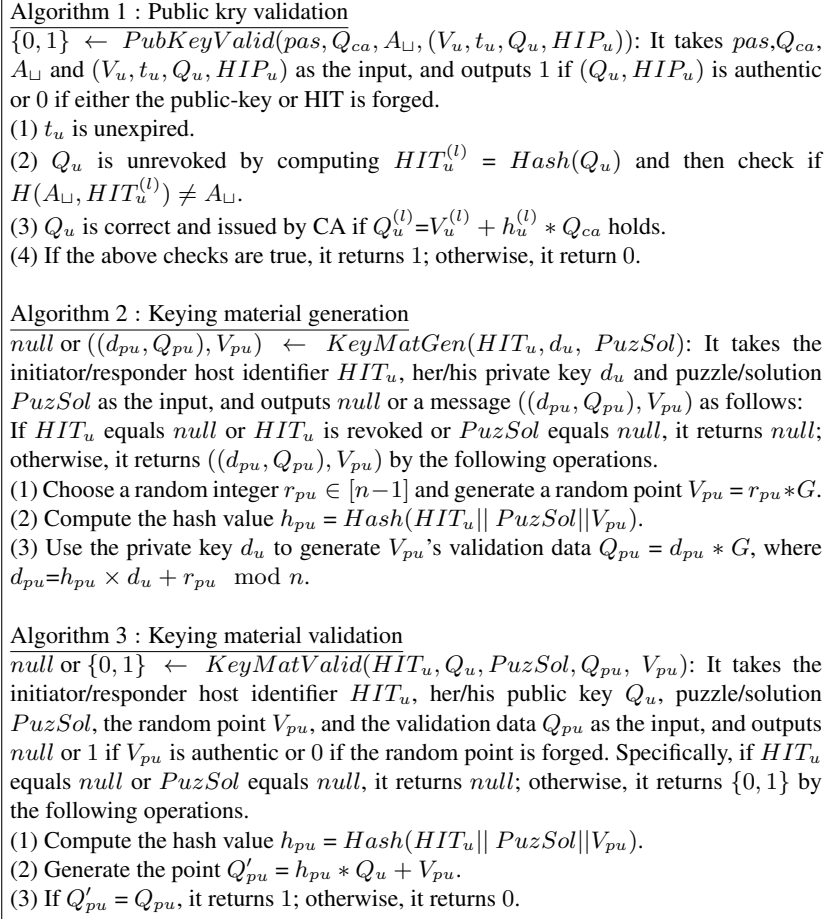 Algorithm 1 : Public kry validation
{0, 1} ← PubKeyValid(pas, Q_{ca}, A_⊔, (V_u, t_u, Q_u, HIP_u)): It takes pas,Q_{ca},
A_⊔ and (V_u, t_u, Q_u, HIP_u) as the input, and outputs 1 if (Q_u, HIP_u) is authentic
or 0 if either the public-key or HIT is forged.
(1) t_u is unexpired.
(2) Q_u is unrevoked by computing HIT_u^{(l)} = Hash(Q_u) and then check if
H(A_⊔, HIT_u^{(l)}) ≠ A_⊔.
(3) Q_u is correct and issued by CA if Q_u^{(l)}=V_u^{(l)} + h_u^{(l)} * Q_{ca} holds.
(4) If the above checks are true, it returns 1; otherwise, it return 0.
Algorithm 2 : Keying material generation
null or ((d_{pu}, Q_{pu}), V_{pu}) ← KeyMatGen(HIT_u, d_u, PuzSol): It takes the
initiator/responder host identifier HIT_u, her/his private key d_u and puzzle/solution
PuzSol as the input, and outputs null or a message ((d_{pu}, Q_{pu}), V_{pu}) as follows:
If HIT_u equals null or HIT_u is revoked or PuzSol equals null, it returns null;
otherwise, it returns ((d_{pu}, Q_{pu}), V_{pu}) by the following operations.
(1) Choose a random integer r_{pu} ∈ [n−1] and generate a random point V_{pu} = r_{pu}*G.
(2) Compute the hash value h_{pu} = Hash(HIT_u|| PuzSol||V_{pu}).
(3) Use the private key d_u to generate V_{pu}'s validation data Q_{pu} = d_{pu} * G, where
d_{pu}=h_{pu} × d_u + r_{pu} mod n.
Algorithm 3 : Keying material validation
null or {0, 1} ← KeyMatValid(HIT_u, Q_u, PuzSol, Q_{pu}, V_{pu}): It takes the
initiator/responder host identifier HIT_u, her/his public key Q_u, puzzle/solution
PuzSol, the random point V_{pu}, and the validation data Q_{pu} as the input, and outputs
null or 1 if V_{pu} is authentic or 0 if the random point is forged. Specifically, if HIT_u
equals null or PuzSol equals null, it returns null; otherwise, it returns {0, 1} by
the following operations.
(1) Compute the hash value h_{pu} = Hash(HIT_u|| PuzSol||V_{pu}).
(2) Generate the point Q'_{pu} = h_{pu} * Q_u + V_{pu}.
(3) If Q'_{pu} = Q_{pu}, it returns 1; otherwise, it returns 0.